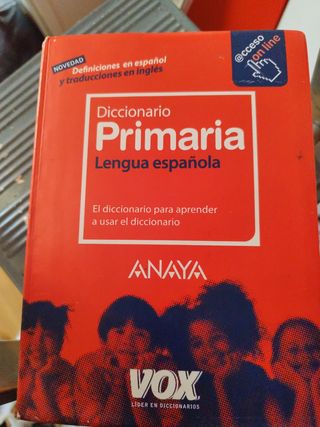 NOVEDAD
Definiciones en español
y traducciones en inglés
@cceso
on line
Diccionario
Primaria
Lengua española
El diccionario para aprender
a usar el diccionario
ANAYA
VOX
LÍDER EN DICCIONARIOS